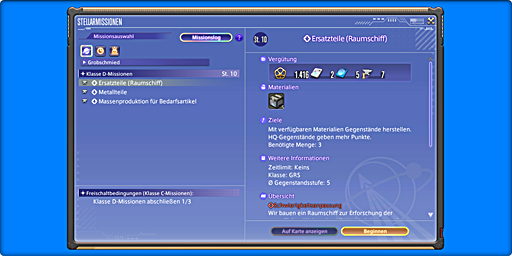 STELLARMISSIONEN
Missionsauswahl
Missionslog
?
Grobschmied
Klasse D-Missionen St. 10
Ersatzteile (Raumschiff)
Metallteile
Massenproduktion für Bedarfsartikel
Freischaltbedingungen (Klasse C-Missionen):
Klasse D-Missionen abschließen 1/3
St. 10
Ersatzteile (Raumschiff)
Vergütung
1.416 2 5 7
Materialien
Ziele
Mit verfügbaren Materialien Gegenstände herstellen.
HQ-Gegenstände geben mehr Punkte.
Benötigte Menge: 3
Weitere Informationen
Zeitlimit: Keins
Klasse: GRS
Ø Gegenstandsstufe: 5
Übersicht
Schwierigkeitsanpassung
Wir bauen ein Raumschiff zur Erforschung der
Auf Karte anzeigen
Beginnen